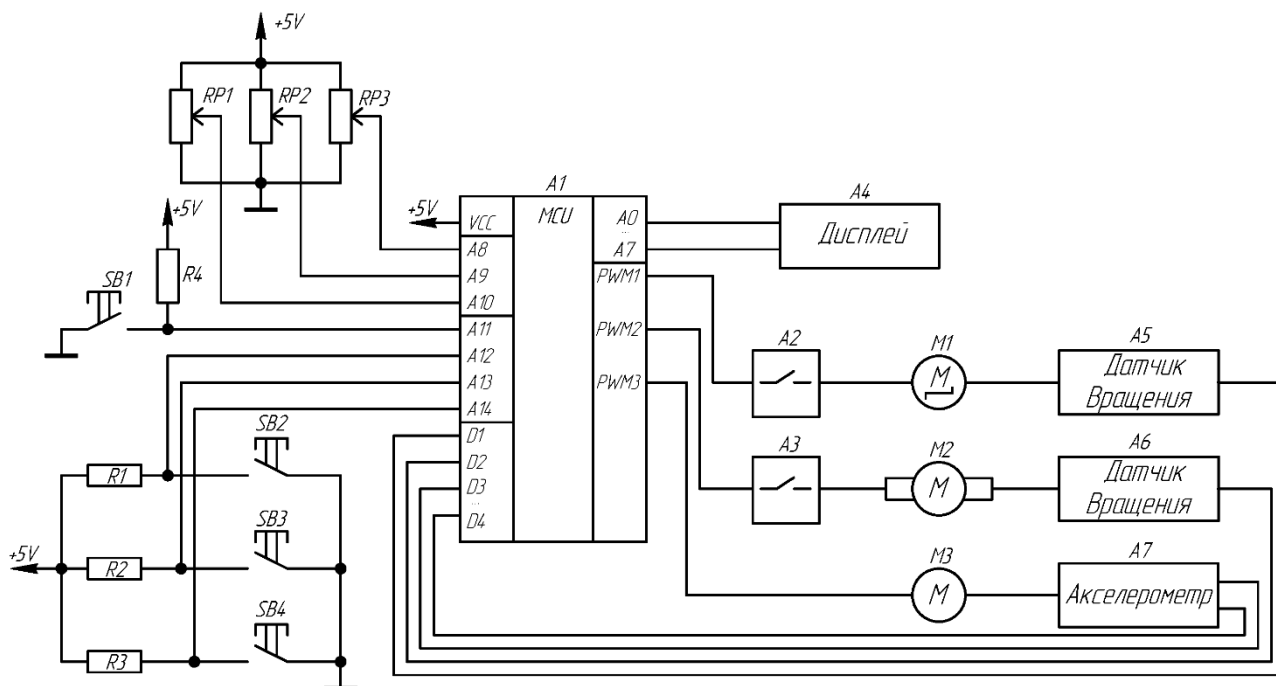 +5V
RP1
RP2
RP3
+5V
R4
SB1
+5V
A1
MCU
VCC
A8
A9
A10
A11
A12
A13
A14
D1
D2
D3
...
D4
A0
...
A7
PWM1
PWM2
PWM3
A4
Дисплей
A2
M1
M
A5
Датчик
Вращения
A3
M2
M
A6
Датчик
Вращения
M3
M
A7
Акселерометр
SB2
R1
SB3
+5V
R2
SB4
R3